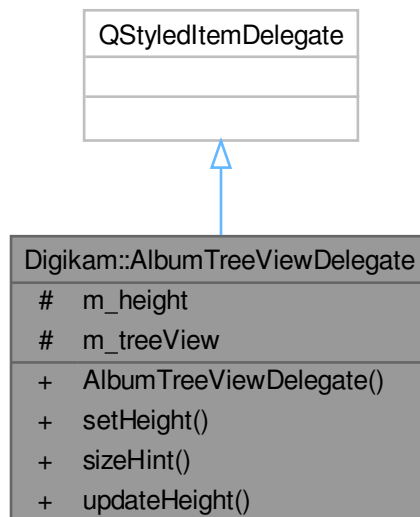 QStyledItemDelegate
Digikam::AlbumTreeViewDelegate
# m_height
# m_treeView
+ AlbumTreeViewDelegate()
+ setHeight()
+ sizeHint()
+ updateHeight()